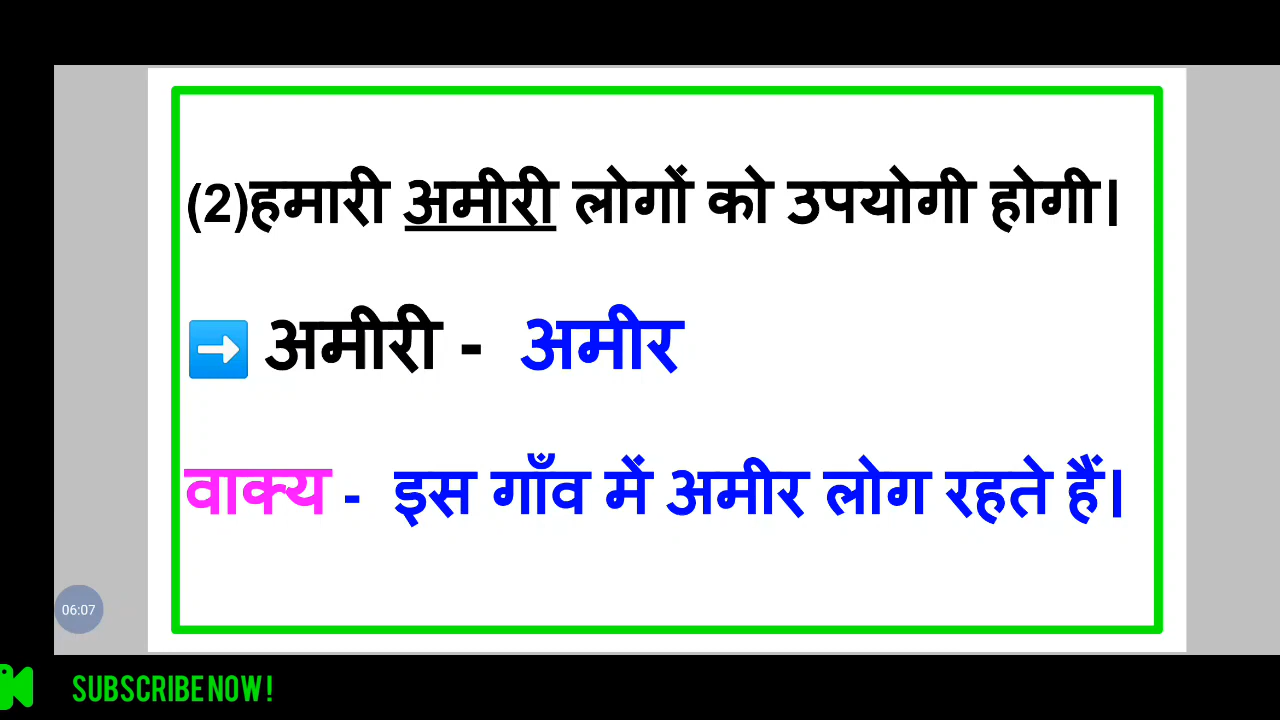 (2)हमारी अमीरी लोगों को उपयोगी होगी।
➡ अमीरी - अमीर
वाक्य - इस गाँव में अमीर लोग रहते हैं।
06:07
SUBSCRIBE NOW !